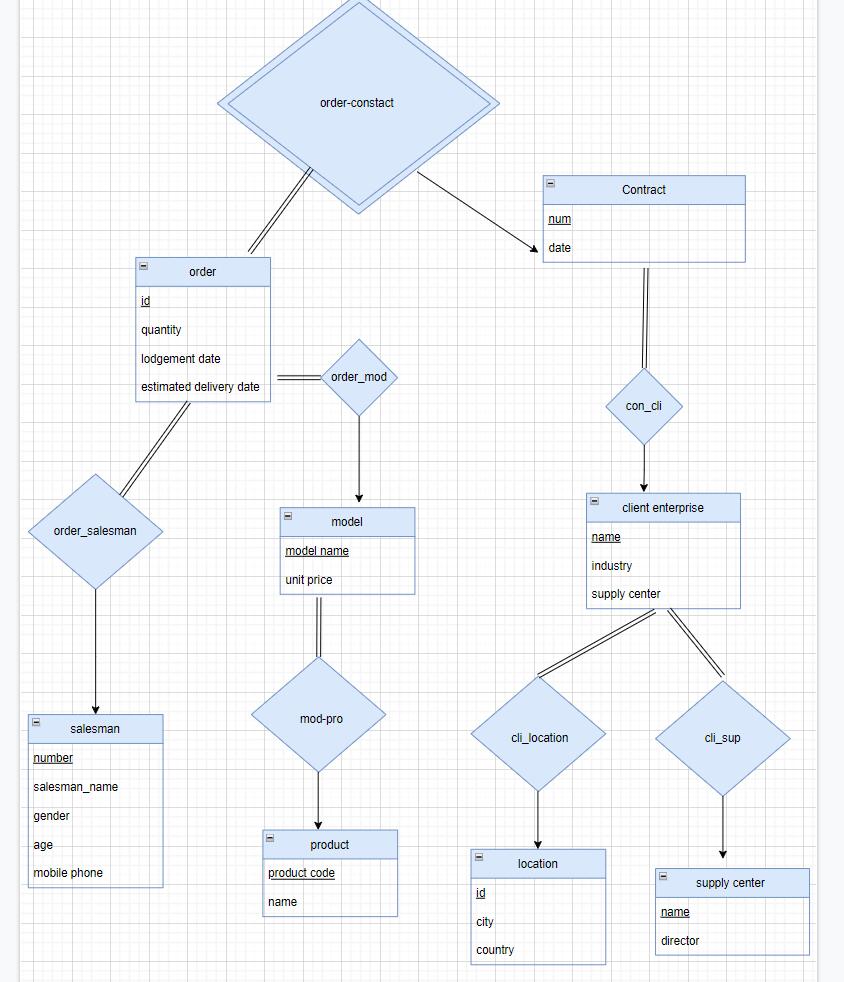 order-constact
Contract
num
date
order
id
quantity
lodgement date
estimated delivery date
order_mod
con_cli
order_salesman
model
model name
unit price
client enterprise
name
industry
supply center
mod-pro
cli_location
cli_sup
salesman
number
salesman_name
gender
age
mobile phone
product
product code
name
location
id
city
country
supply center
name
director